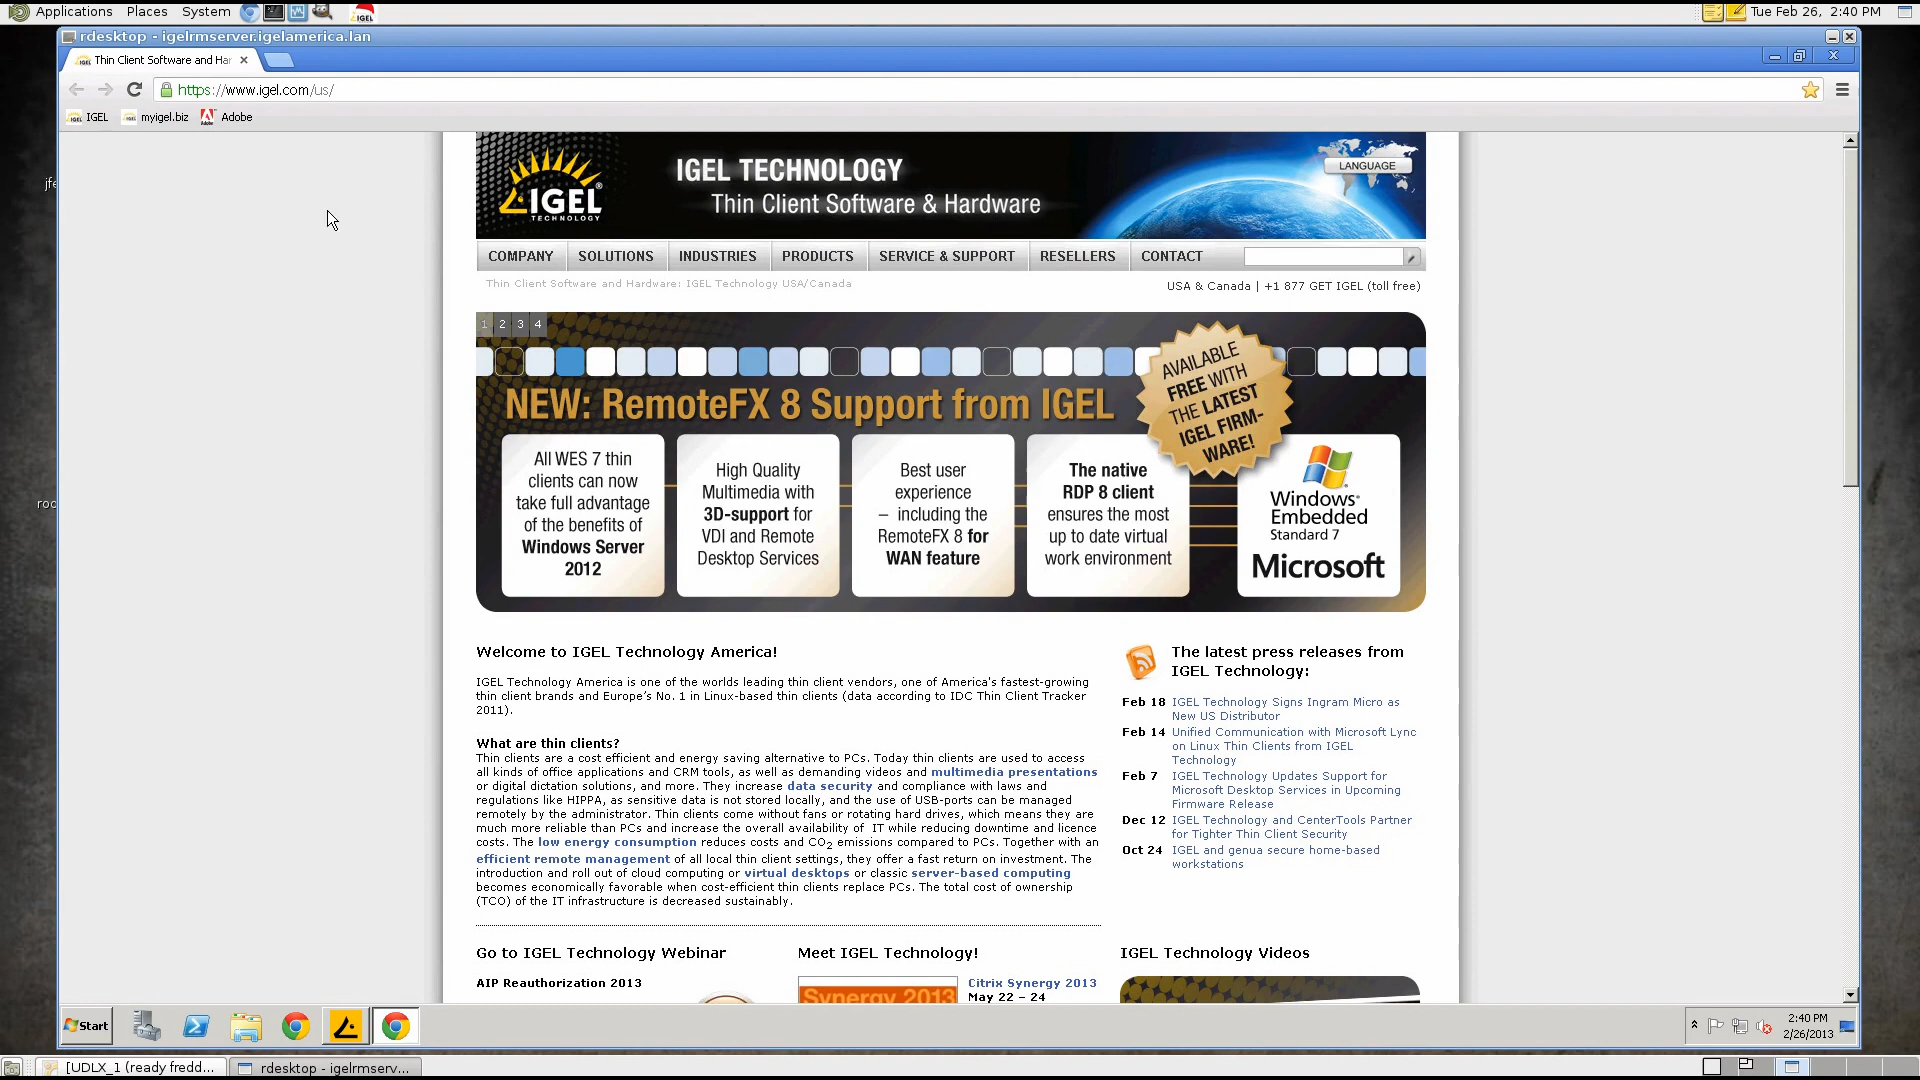 Applications Places System
IGEL
Tue Feb 26, 2:40 PM
rdesktop - igelrmserver.igelamerica.lan
Thin Client Software and Har
https://www.igel.com/us/
IGEL myigel.biz Adobe
jfe
roo
IGEL
TECHNOLOGY
IGEL TECHNOLOGY
Thin Client Software & Hardware
LANGUAGE
COMPANY SOLUTIONS INDUSTRIES PRODUCTS SERVICE & SUPPORT RESELLERS CONTACT
Thin Client Software and Hardware: IGEL Technology USA/Canada
USA & Canada | +1 877 GET IGEL (toll free)
1 2 3 4
NEW: RemoteFX 8 Support from IGEL
AVAILABLE
FREE WITH
THE LATEST
IGEL FIRM-
WARE!
All WES 7 thin
clients can now
take full advantage
of the benefits of
Windows Server
2012
High Quality
Multimedia with
3D-support for
VDI and Remote
Desktop Services
Best user
experience
– including the
RemoteFX 8 for
WAN feature
The native
RDP 8 client
ensures the most
up to date virtual
work environment
Windows®
Embedded
Standard 7
Microsoft
Welcome to IGEL Technology America!
IGEL Technology America is one of the worlds leading thin client vendors, one of America's fastest-growing
thin client brands and Europe's No. 1 in Linux-based thin clients (data according to IDC Thin Client Tracker
2011).
What are thin clients?
Thin clients are a cost efficient and energy saving alternative to PCs. Today thin clients are used to access
all kinds of office applications and CRM tools, as well as demanding videos and multimedia presentations
or digital dictation solutions, and more. They increase data security and compliance with laws and
regulations like HIPPA, as sensitive data is not stored locally, and the use of USB-ports can be managed
remotely by the administrator. Thin clients come without fans or rotating hard drives, which means they are
much more reliable than PCs and increase the overall availability of IT while reducing downtime and licence
costs. The low energy consumption reduces costs and CO2 emissions compared to PCs. Together with an
efficient remote management of all local thin client settings, they offer a fast return on investment. The
introduction and roll out of cloud computing or virtual desktops or classic server-based computing
becomes economically favorable when cost-efficient thin clients replace PCs. The total cost of ownership
(TCO) of the IT infrastructure is decreased sustainably.
The latest press releases from
IGEL Technology:
Feb 18 IGEL Technology Signs Ingram Micro as
New US Distributor
Feb 14 Unified Communication with Microsoft Lync
on Linux Thin Clients from IGEL
Technology
Feb 7 IGEL Technology Updates Support for
Microsoft Desktop Services in Upcoming
Firmware Release
Dec 12 IGEL Technology and CenterTools Partner
for Tighter Thin Client Security
Oct 24 IGEL and genua secure home-based
workstations
Go to IGEL Technology Webinar
AIP Reauthorization 2013
Meet IGEL Technology!
Synergy 2013
Citrix Synergy 2013
May 22 – 24
IGEL Technology Videos
Start
2:40 PM
2/26/2013
[UDLX_1 (ready fredd...
rdesktop - igelrmserv...